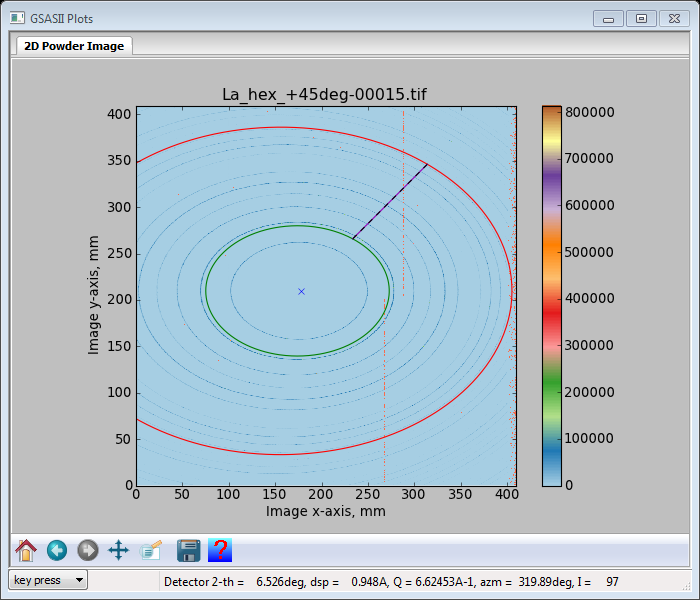 GSASII Plots
2D Powder Image
La_hex_+45deg-00015.tif
400
350
300
250
200
150
100
50
0
Image y-axis, mm
0 50 100 150 200 250 300 350 400
Image x-axis, mm
800000
700000
600000
500000
400000
300000
200000
100000
0
?
key press
Detector 2-th = 6.526deg, dsp = 0.948A, Q = 6.62453A-1, azm = 319.89deg, I = 97